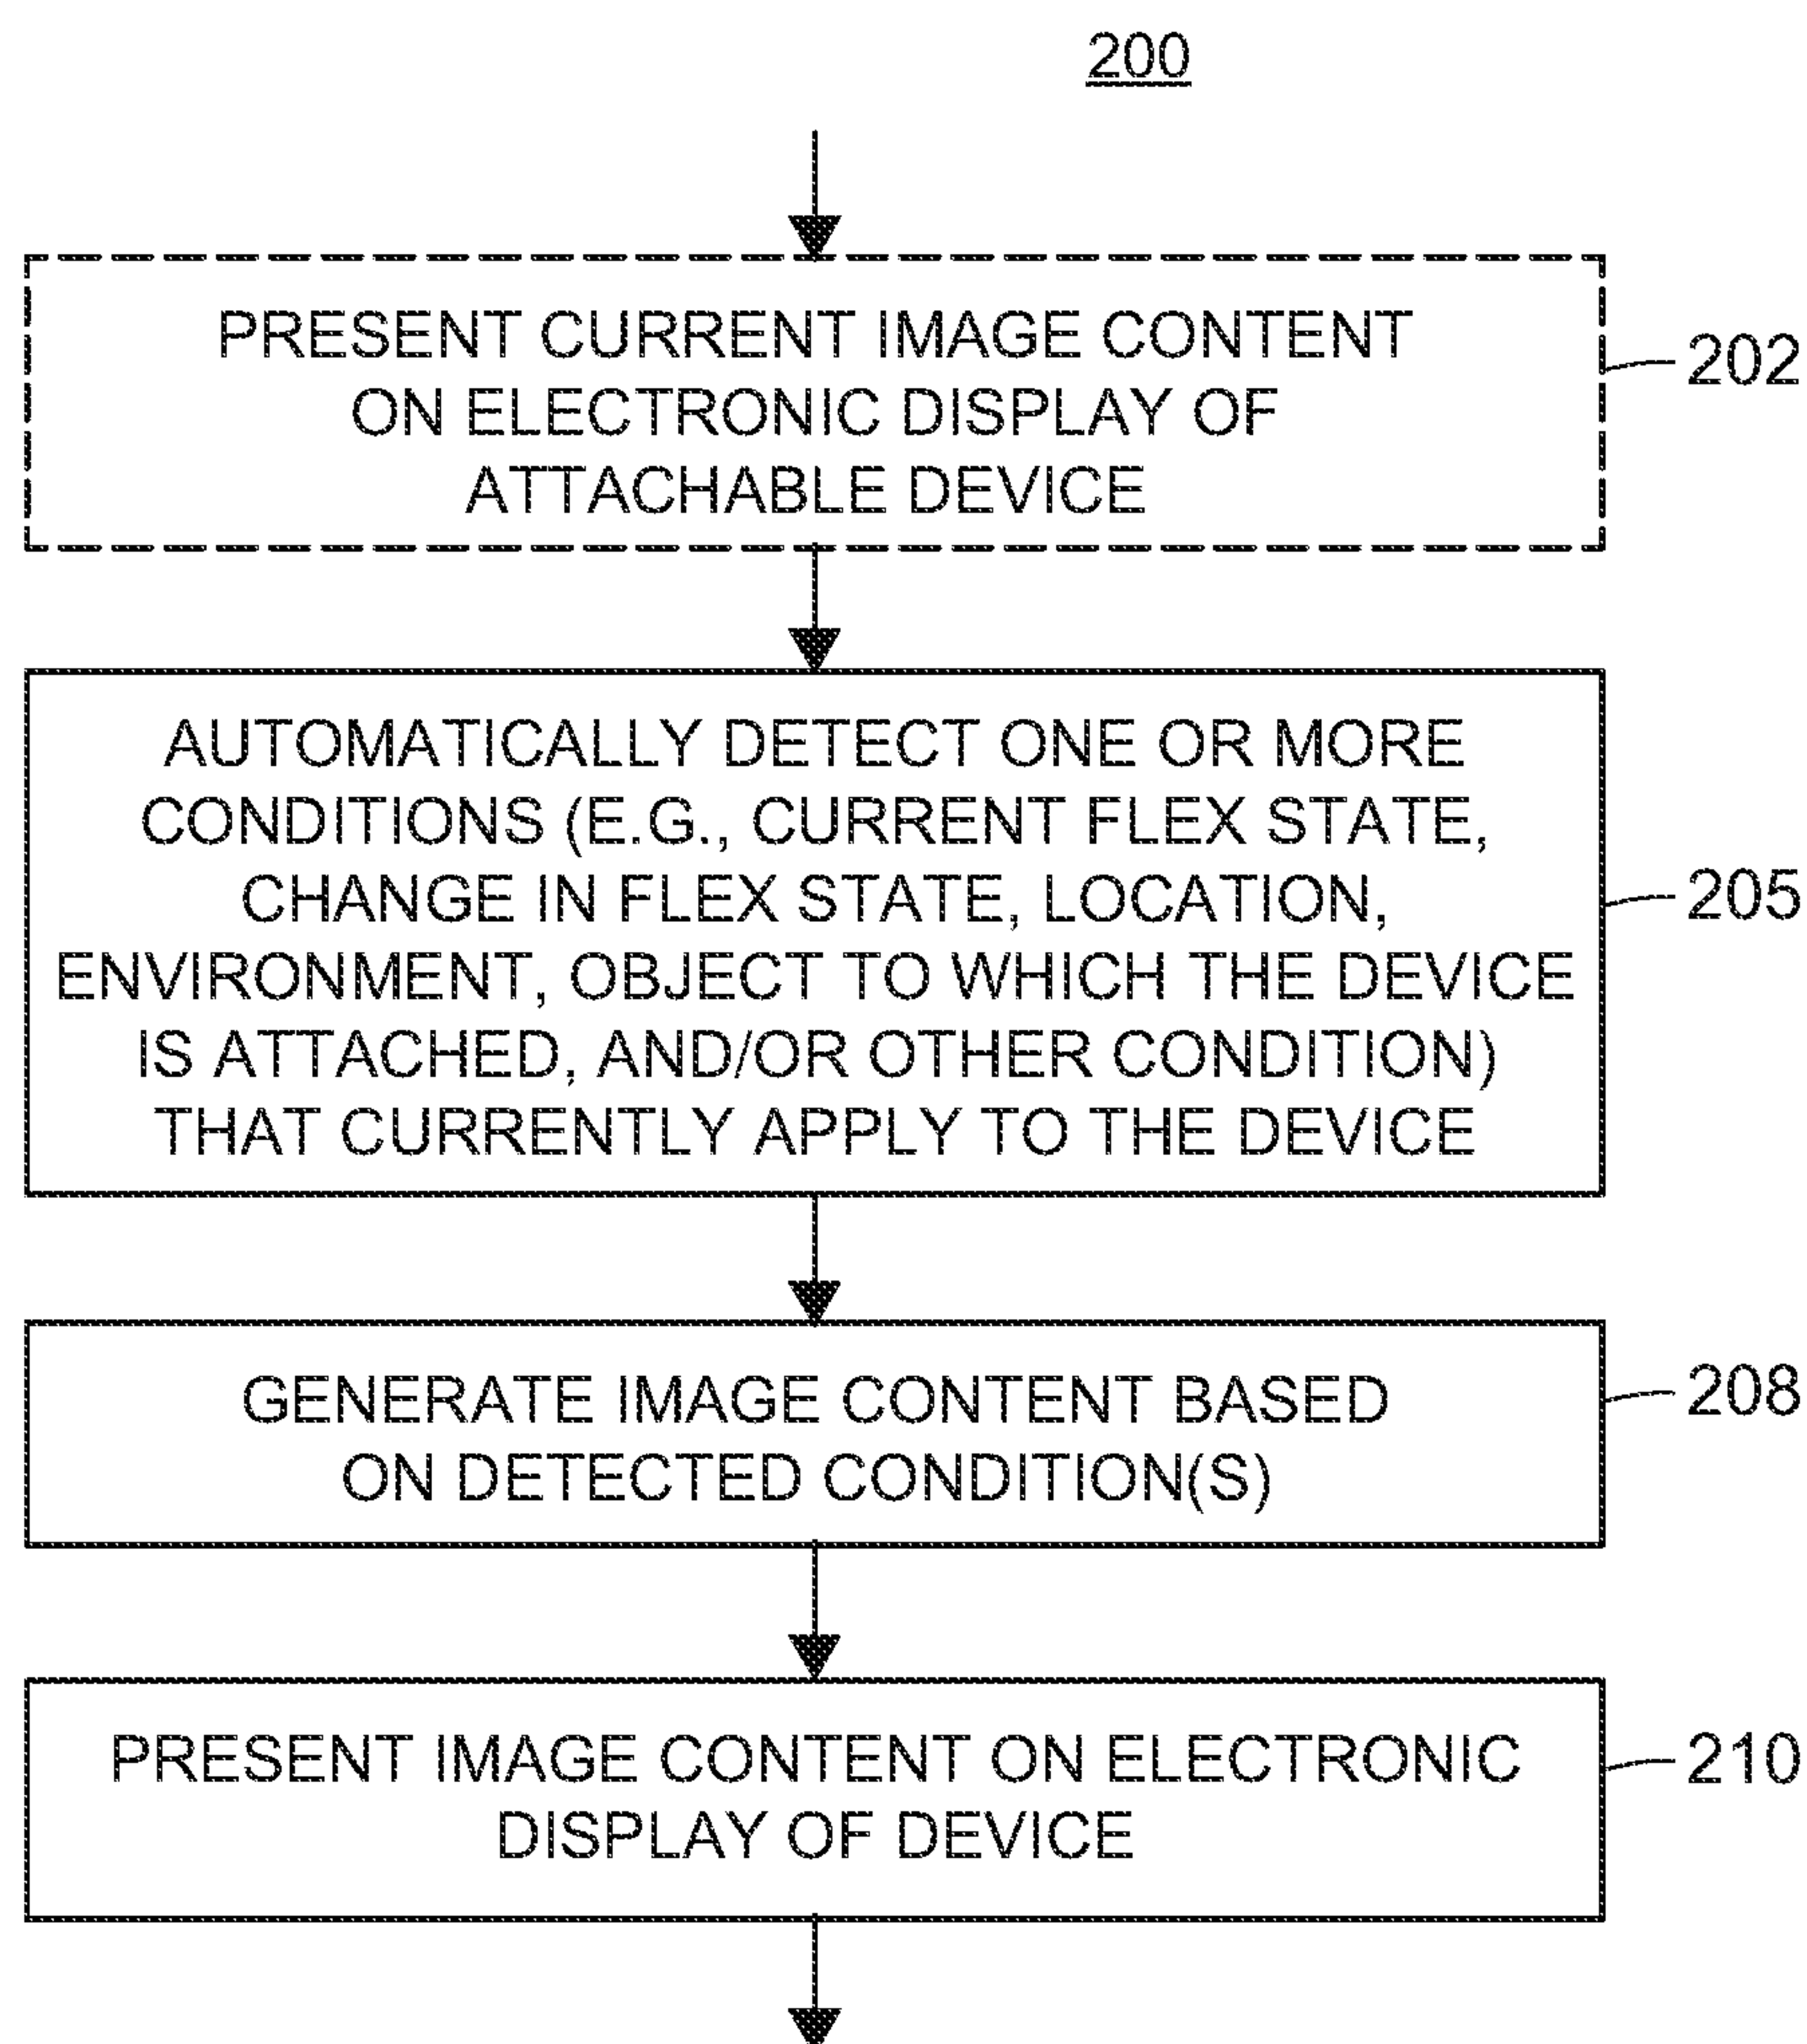 200
PRESENT CURRENT IMAGE CONTENT
ON ELECTRONIC DISPLAY OF
ATTACHABLE DEVICE
202
AUTOMATICALLY DETECT ONE OR MORE
CONDITIONS (E.G., CURRENT FLEX STATE,
CHANGE IN FLEX STATE, LOCATION,
ENVIRONMENT, OBJECT TO WHICH THE DEVICE
IS ATTACHED, AND/OR OTHER CONDITION)
THAT CURRENTLY APPLY TO THE DEVICE
205
GENERATE IMAGE CONTENT BASED
ON DETECTED CONDITION(S)
208
PRESENT IMAGE CONTENT ON ELECTRONIC
DISPLAY OF DEVICE
210